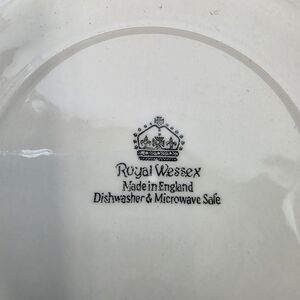 Royal Wessex
Made in England
Dishwasher & Microwave Safe